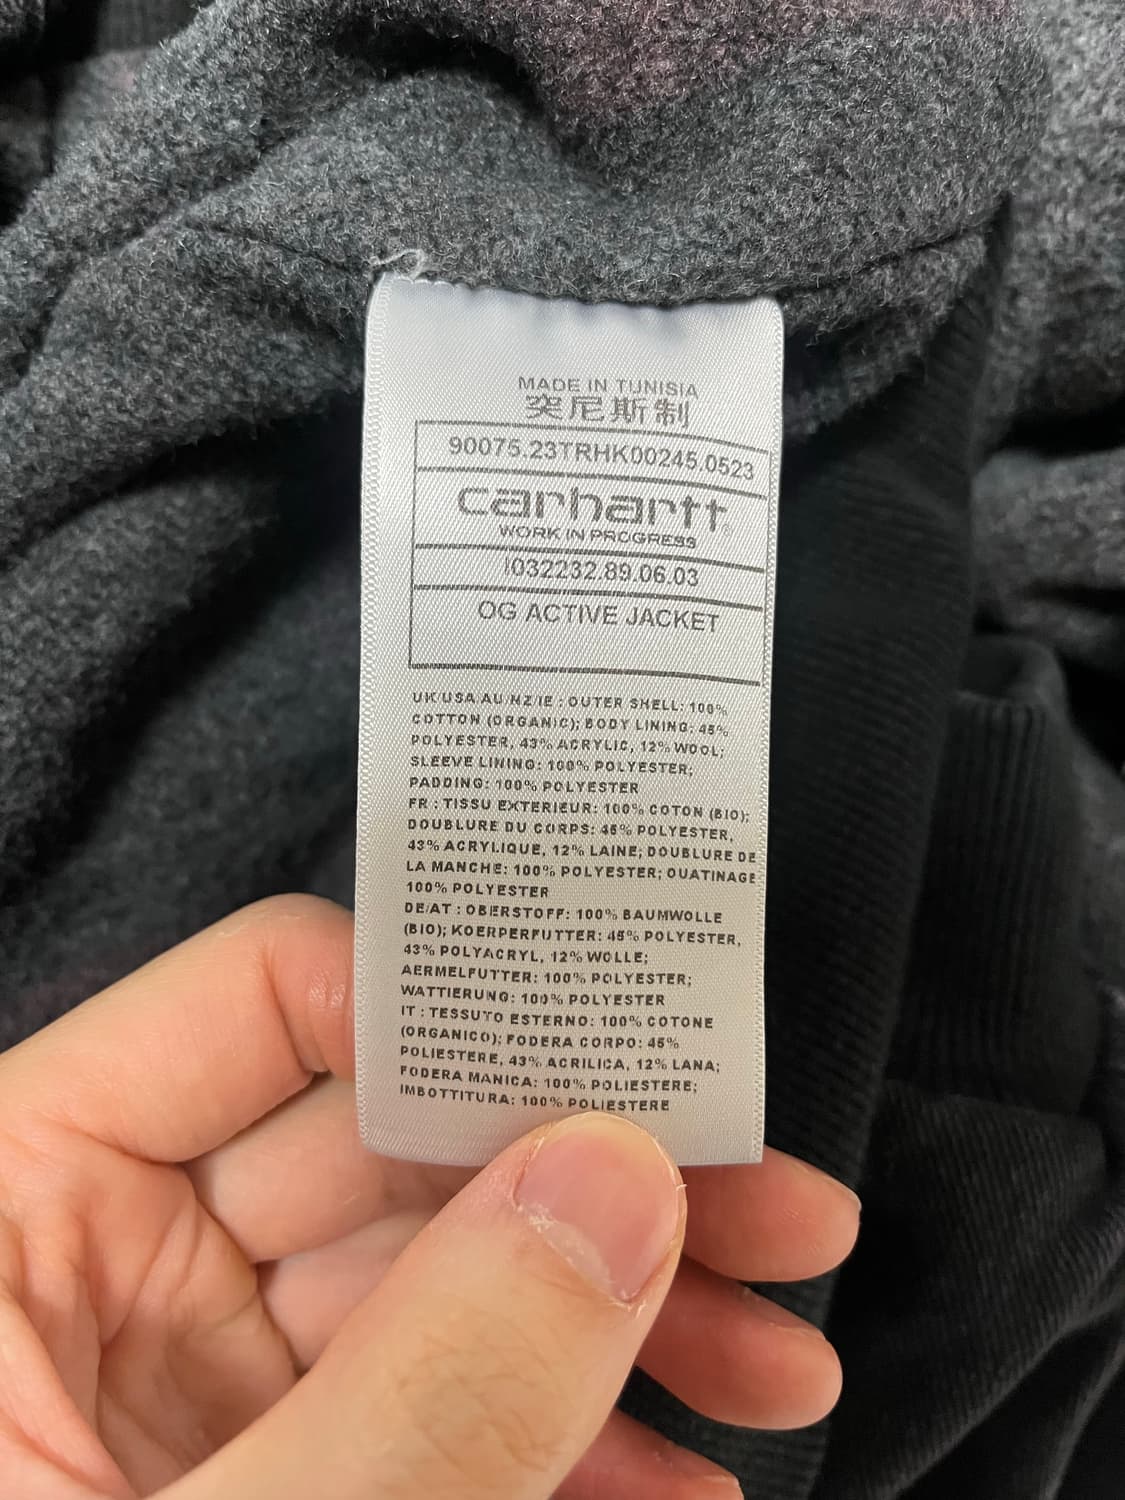 MADE IN TUNISIA
突尼斯制
90075.23TRHK00245.0523
carhartt
WORK IN PROGRESS
I032232.89.06.03
OG ACTIVE JACKET
UK/USA/AU/NZ/IE : OUTER SHELL: 100%
COTTON (ORGANIC); BODY LINING: 45%
POLYESTER, 43% ACRYLIC, 12% WOOL;
SLEEVE LINING: 100% POLYESTER;
PADDING: 100% POLYESTER
FR : TISSU EXTERIEUR: 100% COTON (BIO);
DOUBLURE DU CORPS: 45% POLYESTER,
43% ACRYLIQUE, 12% LAINE; DOUBLURE DE
LA MANCHE: 100% POLYESTER; OUATINAGE
100% POLYESTER
DE/AT : OBERSTOFF: 100% BAUMWOLLE
(BIO); KOERPERFUTTER: 45% POLYESTER,
43% POLYACRYL, 12% WOLLE;
AERMELFUTTER: 100% POLYESTER;
WATTIERUNG: 100% POLYESTER
IT : TESSUTO ESTERNO: 100% COTONE
(ORGANICO); FODERA CORPO: 45%
POLIESTERE, 43% ACRILICA, 12% LANA;
FODERA MANICA: 100% POLIESTERE;
IMBOTTITURA: 100% POLIESTERE